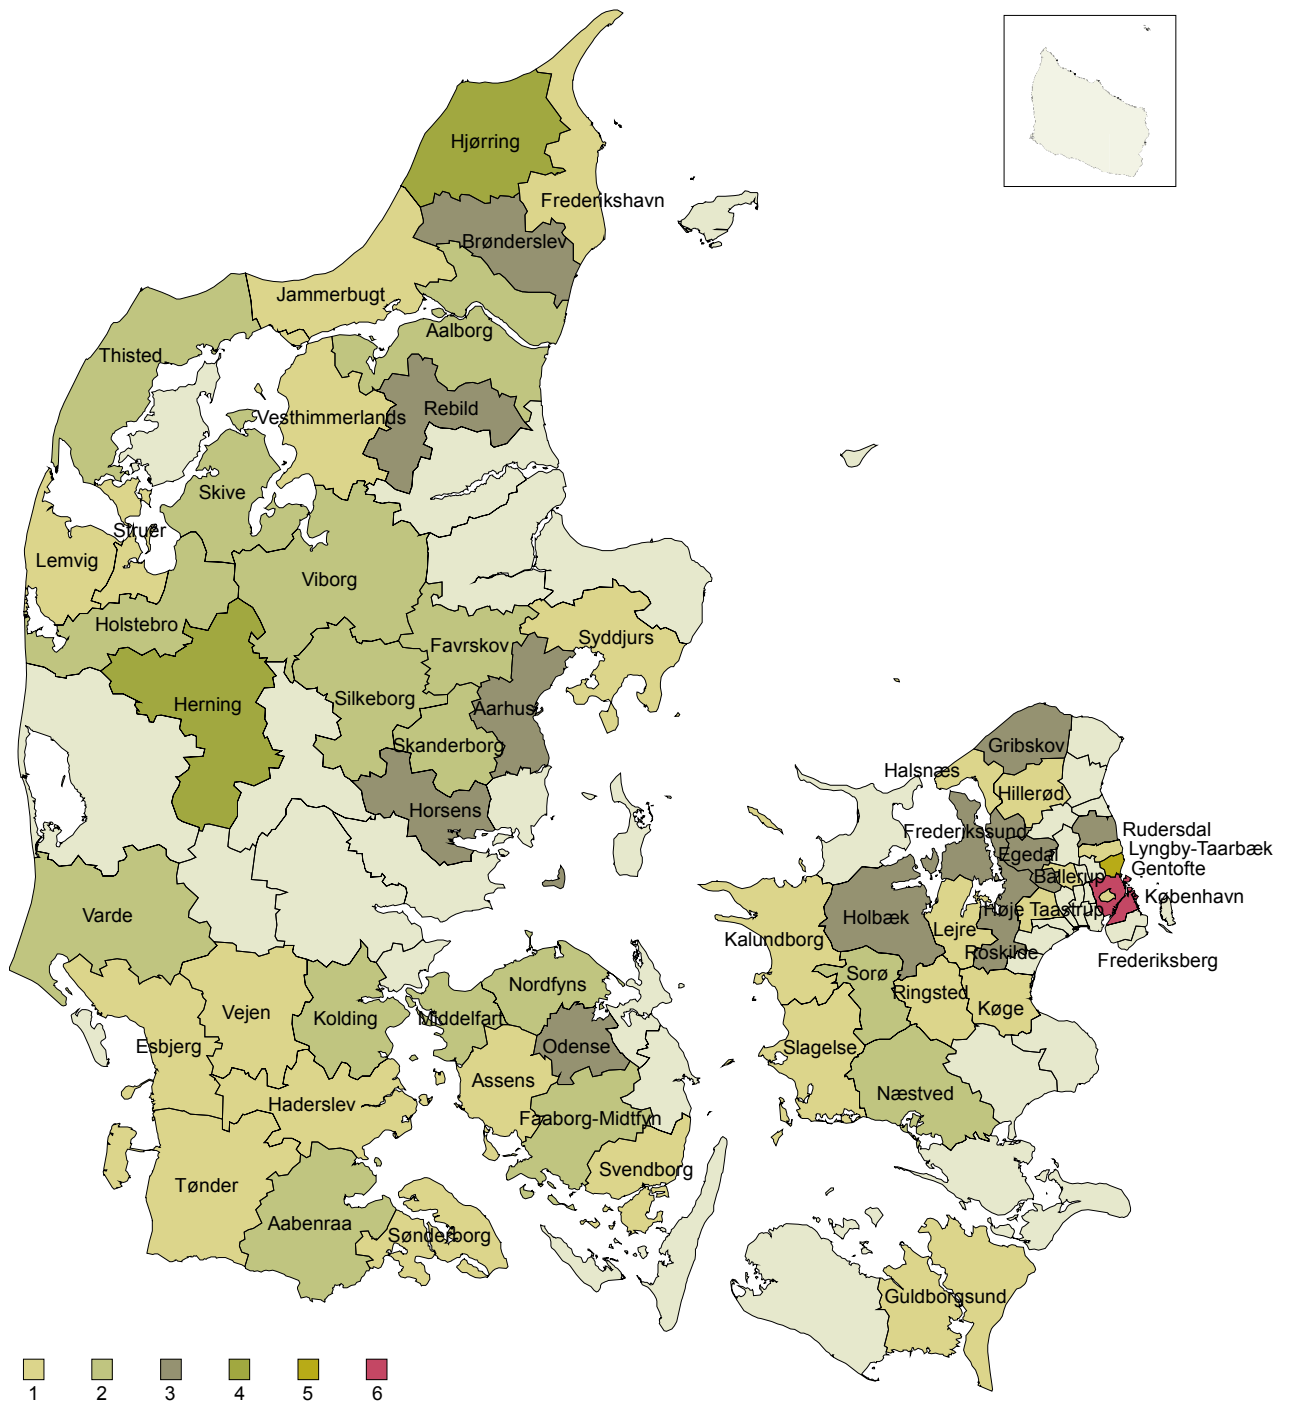 Hjørring
Frederikshavn
Brønderslev
Jammerbugt
Aalborg
Thisted
Rebild
Vesthimmerlands
Skive
Struer
Lemvig
Viborg
Holstebro
Favrskov
Syddjurs
Silkeborg
Herning
Aarhus
Skanderborg
Horsens
Gribskov
Halsnæs
Hillerød
Frederikssund
Rudersdal
Egedal
Lyngby-Taarbæk
Ballerup
Gentofte
København
Høje Taastrup
Holbæk
Lejre
Kalundborg
Roskilde
Frederiksberg
Varde
Sorø
Ringsted
Køge
Nordfyns
Vejen
Kolding
Middelfart
Esbjerg
Odense
Slagelse
Assens
Næstved
Haderslev
Faaborg-Midtfyn
Svendborg
Tønder
Aabenraa
Sønderborg
Guldborgsund
1 2 3 4 5 6